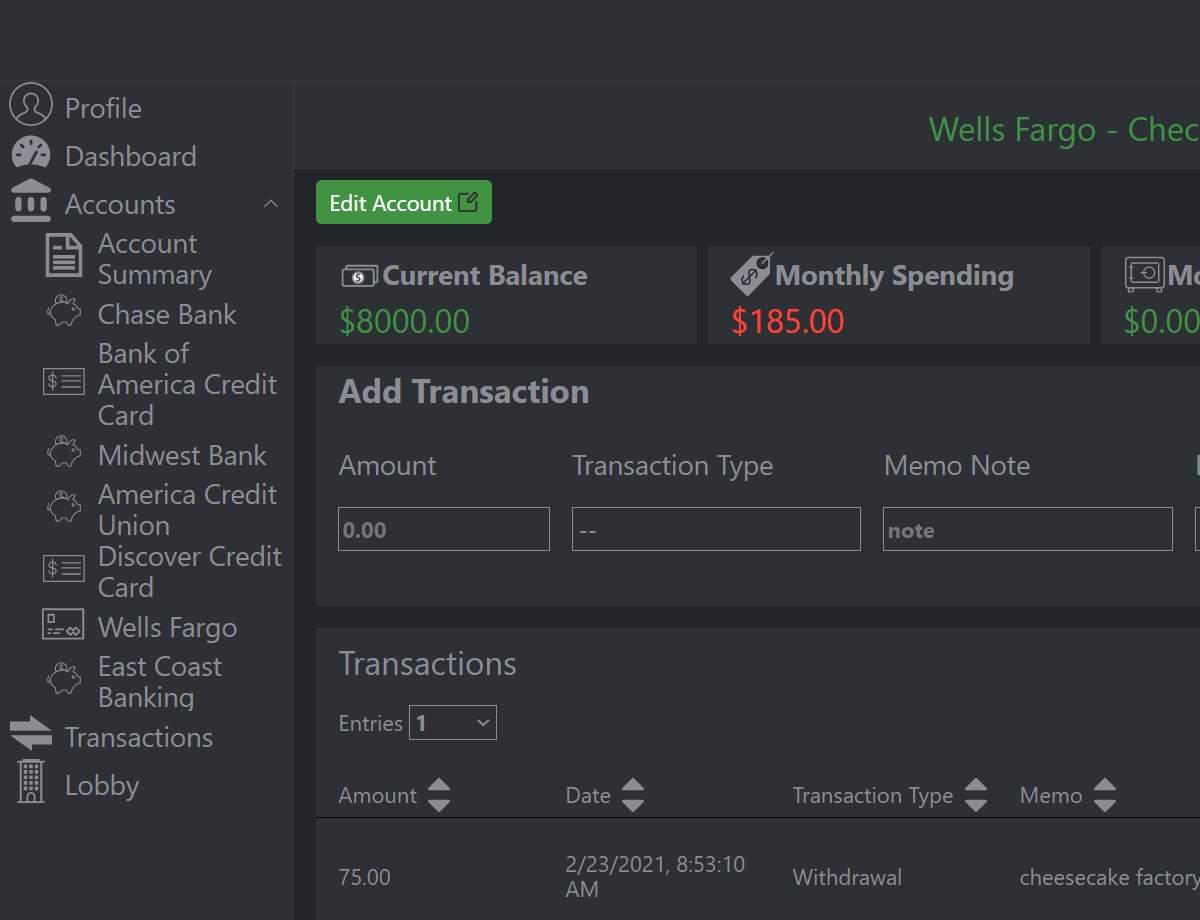 Profile
Dashboard
Accounts
Account
Summary
Chase Bank
Bank of
America Credit
Card
Midwest Bank
America Credit
Union
Discover Credit
Card
Wells Fargo
East Coast
Banking
Transactions
Lobby
Wells Fargo - Chec
Edit Account
Current Balance
$8000.00
Monthly Spending
$185.00
Mo
$0.00
Add Transaction
Amount Transaction Type Memo Note
0.00 -- note
Transactions
Entries 1
Amount Date Transaction Type Memo
75.00 2/23/2021, 8:53:10 AM Withdrawal cheesecake factory